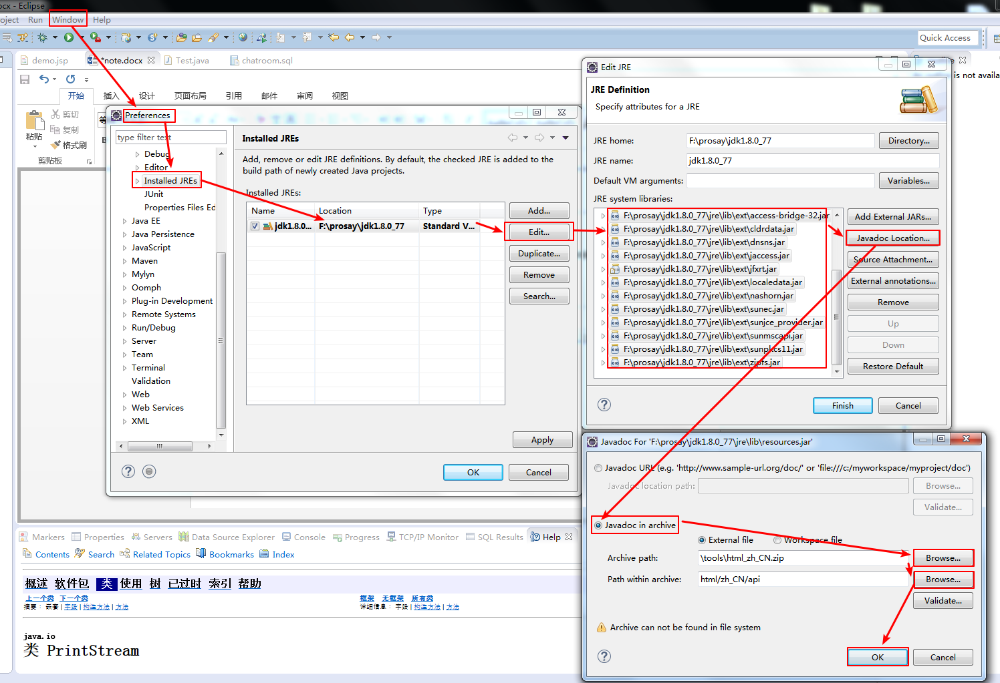 ocx - Eclipse
oject Run Window Help
Quick Access
demo.jsp *note.docx Test.java chatroom.sql
is not availa
开始 插入 设计 页面布局 引用 邮件 审阅 视图
粘贴
剪切
复制
格式刷
剪贴板
Preferences
type filter text
Debug
Editor
Installed JREs
JUnit
Properties Files Ed
Java EE
Java Persistence
JavaScript
Maven
Mylyn
Oomph
Plug-in Development
Remote Systems
Run/Debug
Server
Team
Terminal
Validation
Web
Web Services
XML
Installed JREs
Add, remove or edit JRE definitions. By default, the checked JRE is added to the
build path of newly created Java projects.
Installed JREs:
Name Location Type
jdk1.8.0... F:\prosay\jdk1.8.0_77 Standard V...
Add...
Edit...
Duplicate...
Remove
Search...
Apply
OK Cancel
Edit JRE
JRE Definition
Specify attributes for a JRE
JRE home: F:\prosay\jdk1.8.0_77 Directory...
JRE name: jdk1.8.0_77
Default VM arguments: Variables...
JRE system libraries:
F:\prosay\jdk1.8.0_77\jre\lib\ext\access-bridge-32.jar
F:\prosay\jdk1.8.0_77\jre\lib\ext\cldrdata.jar
F:\prosay\jdk1.8.0_77\jre\lib\ext\dnsns.jar
F:\prosay\jdk1.8.0_77\jre\lib\ext\jaccess.jar
F:\prosay\jdk1.8.0_77\jre\lib\ext\jfxrt.jar
F:\prosay\jdk1.8.0_77\jre\lib\ext\localedata.jar
F:\prosay\jdk1.8.0_77\jre\lib\ext\nashorn.jar
F:\prosay\jdk1.8.0_77\jre\lib\ext\sunec.jar
F:\prosay\jdk1.8.0_77\jre\lib\ext\sunjce_provider.jar
F:\prosay\jdk1.8.0_77\jre\lib\ext\sunmscapi.jar
F:\prosay\jdk1.8.0_77\jre\lib\ext\sunpkcs11.jar
F:\prosay\jdk1.8.0_77\jre\lib\ext\zipfs.jar
Add External JARs...
Javadoc Location...
Source Attachment...
External annotations...
Remove
Up
Down
Restore Default
Finish Cancel
Javadoc For 'F:\prosay\jdk1.8.0_77\jre\lib\resources.jar'
Javadoc URL (e.g. 'http://www.sample-url.org/doc/' or 'file:///c:/myworkspace/myproject/doc')
Javadoc location path: Browse...
Validate...
Javadoc in archive
External file Workspace file
Archive path: \tools\html_zh_CN.zip Browse...
Path within archive: html/zh_CN/api Browse...
Validate...
Archive can not be found in file system
OK Cancel
Markers Properties Servers Data Source Explorer Console Progress TCP/IP Monitor SQL Results Help
Contents Search Related Topics Bookmarks Index
概述 软件包 类 使用 树 已过时 索引 帮助
上一个类 下一个类 框架 无框架 所有类
摘要： 嵌套 | 字段 | 构造方法 | 方法 详细信息： 字段 | 构造方法 | 方法
java.io
类 PrintStream